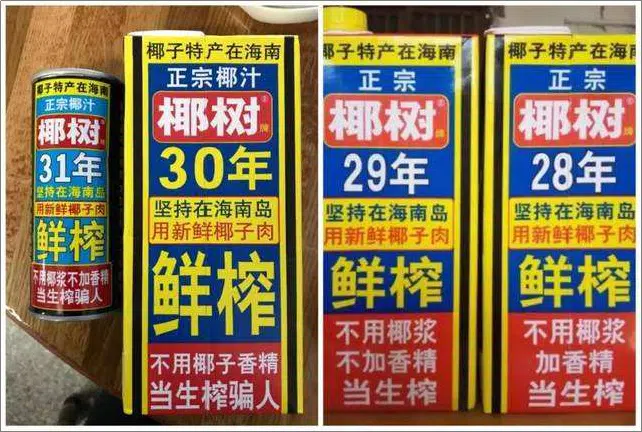 椰子特产在海南
正宗椰汁
椰树
牌
31年
坚持在海南岛
用新鲜椰子肉
鲜榨
不用椰浆不加香精
当生榨骗人
椰子特产在海南
正宗椰汁
椰树
牌
30年
坚持在海南岛
用新鲜椰子肉
鲜榨
不用椰子香精
当生榨骗人
椰子特产在海南
正宗
椰树
牌
29年
坚持在海南岛
用新鲜椰子肉
鲜榨
不用椰浆
不加香精
当生榨
椰子特产在海
正宗
椰树
28年
坚持在海南岛
用新鲜椰子肉
鲜榨
不用椰浆
加香精
当生榨